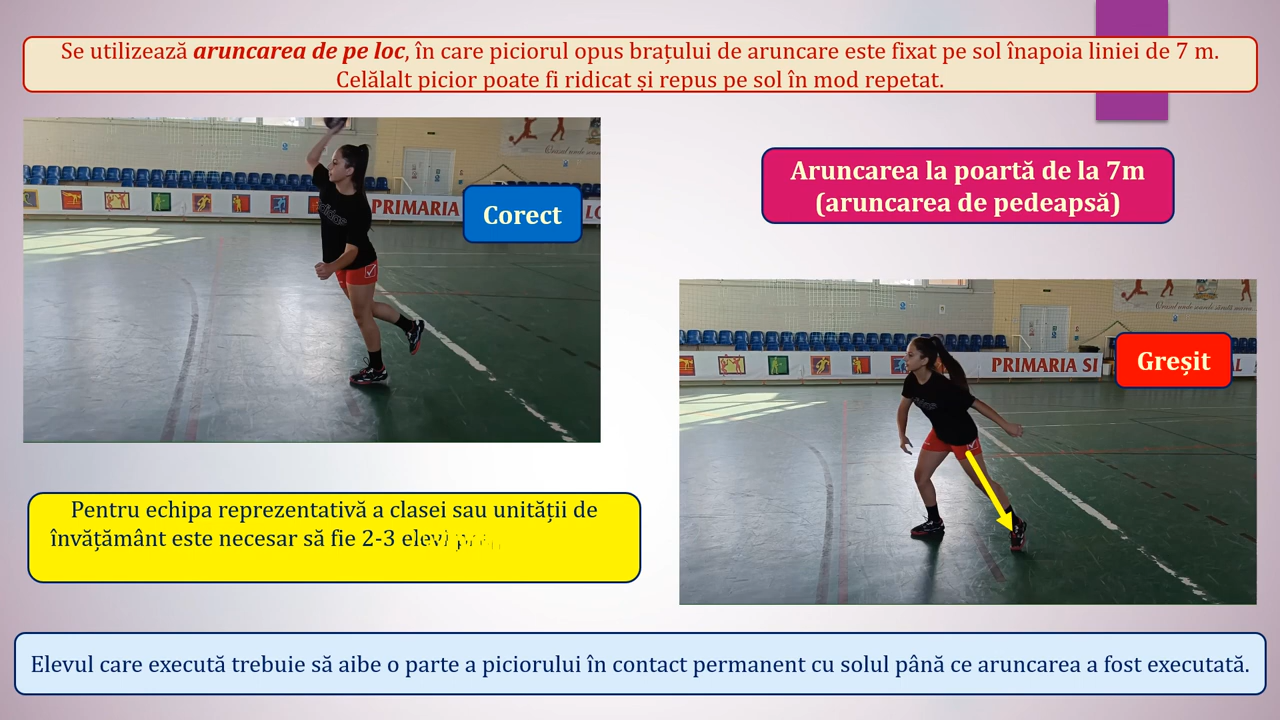 Se utilizează aruncarea de pe loc, în care piciorul opus brațului de aruncare este fixat pe sol înapoia liniei de 7 m.
Celălalt picior poate fi ridicat și repus pe sol în mod repetat.
Corect
PRIMARIA
Aruncarea la poartă de la 7m
(aruncarea de pedeapsă)
PRIMARIA SI
Greșit
Pentru echipa reprezentativă a clasei sau unității de
învățământ este necesar să fie 2-3 elevi
Elevul care execută trebuie să aibe o parte a piciorului în contact permanent cu solul până ce aruncarea a fost executată.